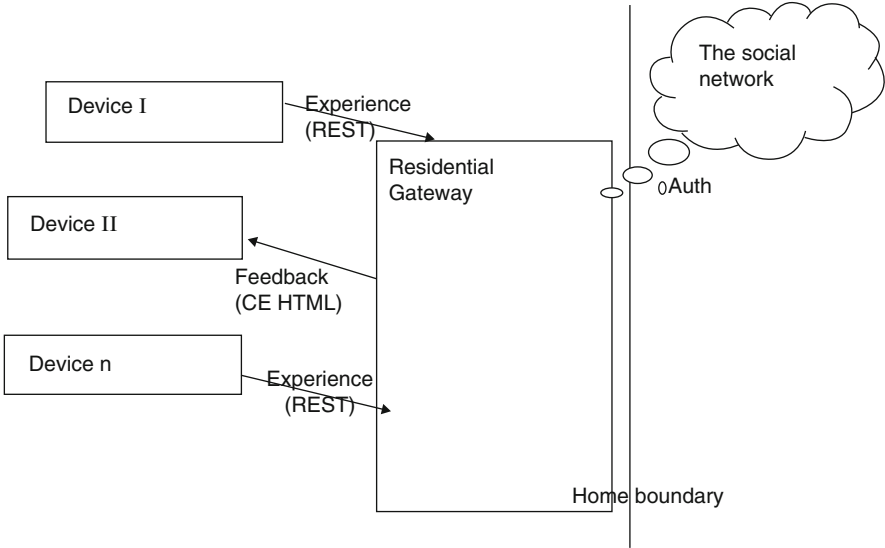 The social
network
Device I
Experience
(REST)
Residential
Gateway
0Auth
Device II
Feedback
(CE HTML)
Device n
Experience
(REST)
Home boundary